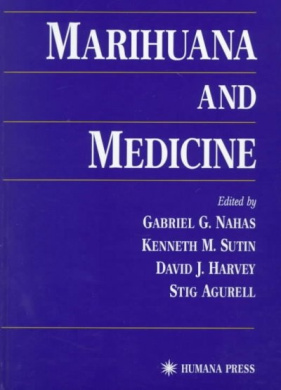 MARIHUANA
AND
MEDICINE
Edited by
GABRIEL G. NAHAS
KENNETH M. SUTIN
DAVID J. HARVEY
STIG AGURELL
HUMANA PRESS